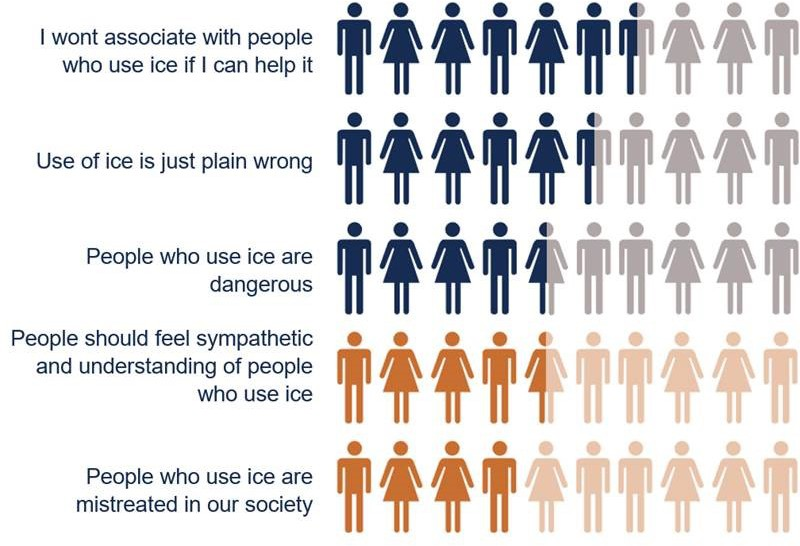 I wont associate with people
who use ice if I can help it
Use of ice is just plain wrong
People who use ice are
dangerous
People should feel sympathetic
and understanding of people
who use ice
People who use ice are
mistreated in our society